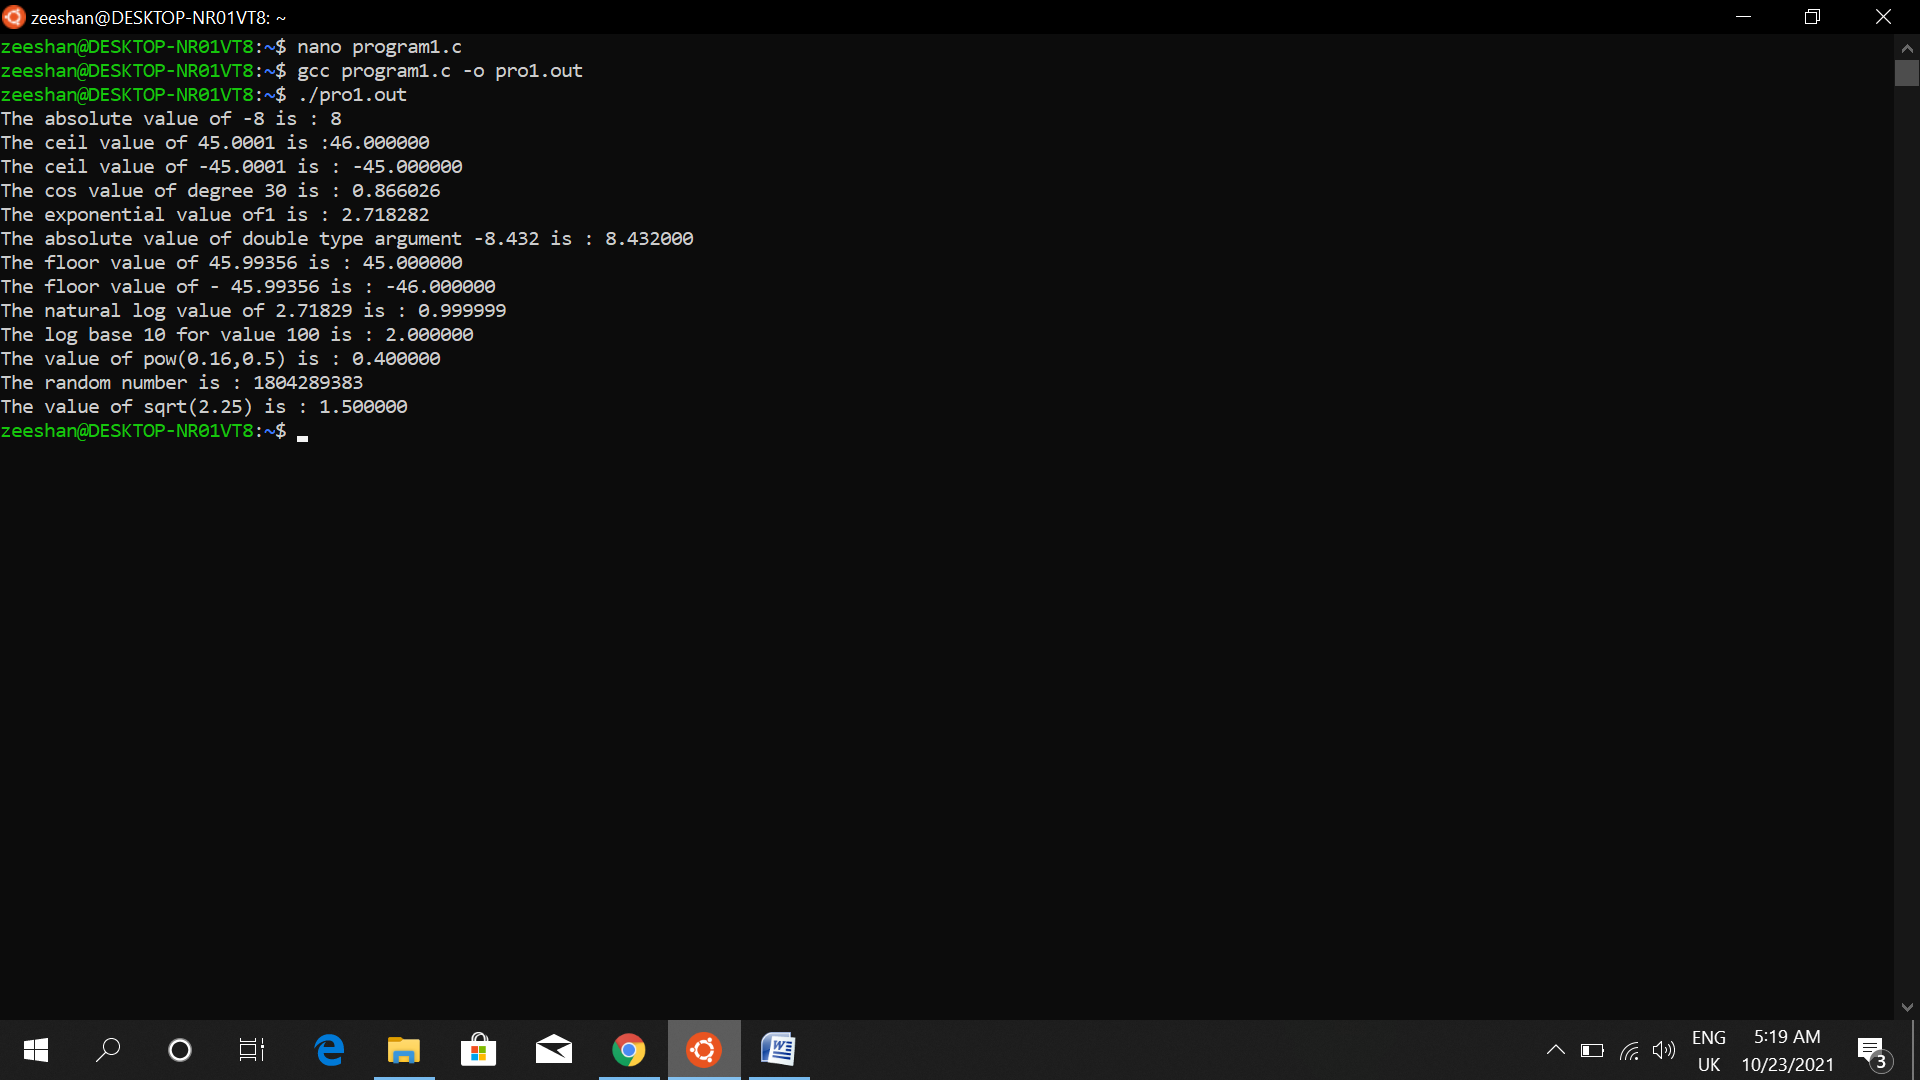 zeeshan@DESKTOP-NR01VT8: ~
zeeshan@DESKTOP-NR01VT8:~$ nano program1.c
zeeshan@DESKTOP-NR01VT8:~$ gcc program1.c -o pro1.out
zeeshan@DESKTOP-NR01VT8:~$ ./pro1.out
The absolute value of -8 is : 8
The ceil value of 45.0001 is :46.000000
The ceil value of -45.0001 is : -45.000000
The cos value of degree 30 is : 0.866026
The exponential value of1 is : 2.718282
The absolute value of double type argument -8.432 is : 8.432000
The floor value of 45.99356 is : 45.000000
The floor value of - 45.99356 is : -46.000000
The natural log value of 2.71829 is : 0.999999
The log base 10 for value 100 is : 2.000000
The value of pow(0.16,0.5) is : 0.400000
The random number is : 1804289383
The value of sqrt(2.25) is : 1.500000
zeeshan@DESKTOP-NR01VT8:~$
ENG 5:19 AM
UK 10/23/2021 3